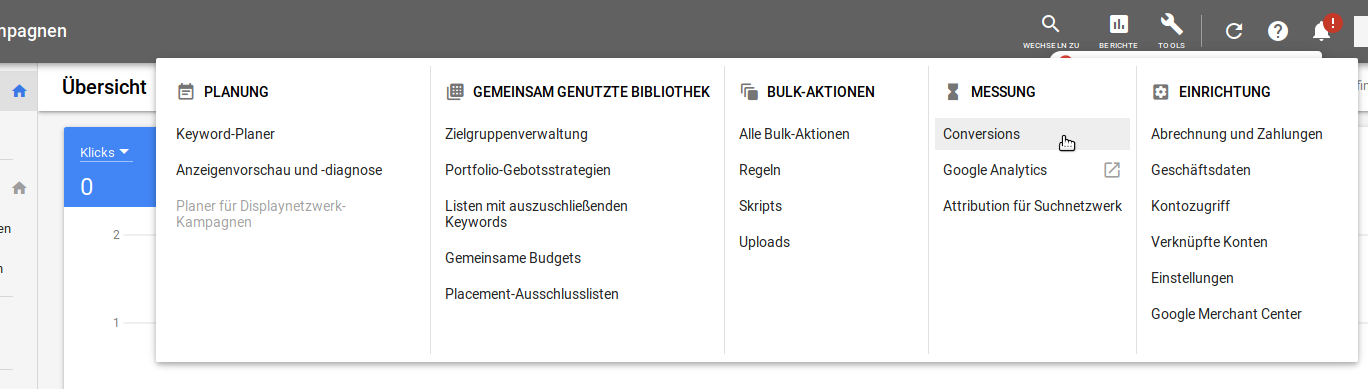 mpagnen
WECHSELN ZU
BERICHTE
TOOLS
!
Übersicht
PLANUNG
Keyword-Planer
Anzeigenvorschau und -diagnose
Planer für Displaynetzwerk-
Kampagnen
GEMEINSAM GENUTZTE BIBLIOTHEK
Zielgruppenverwaltung
Portfolio-Gebotsstrategien
Listen mit auszuschließenden
Keywords
Gemeinsame Budgets
Placement-Ausschlusslisten
BULK-AKTIONEN
Alle Bulk-Aktionen
Regeln
Skripts
Uploads
MESSUNG
Conversions
Google Analytics
Attribution für Suchnetzwerk
EINRICHTUNG
Abrechnung und Zahlungen
Geschäftsdaten
Kontozugriff
Verknüpfte Konten
Einstellungen
Google Merchant Center
Klicks
0
2
1
en